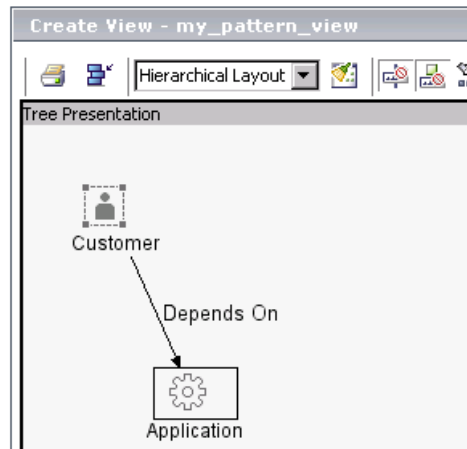 Create View - my_pattern_view
Hierarchical Layout
Tree Presentation
Customer
Depends On
Application